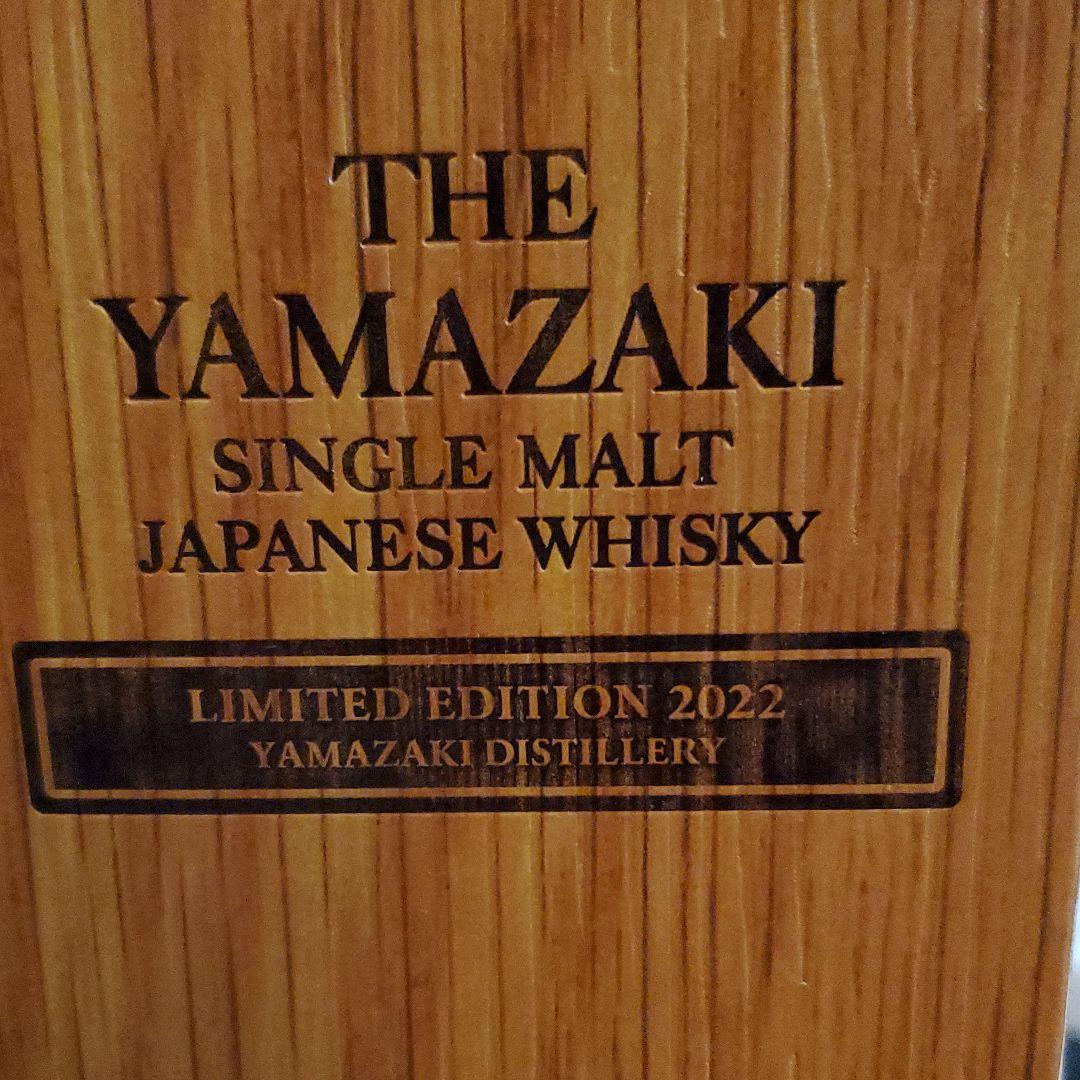 THE
YAMAZAKI
SINGLE MALT
JAPANESE WHISKY
LIMITED EDITION 2022
YAMAZAKI DISTILLERY